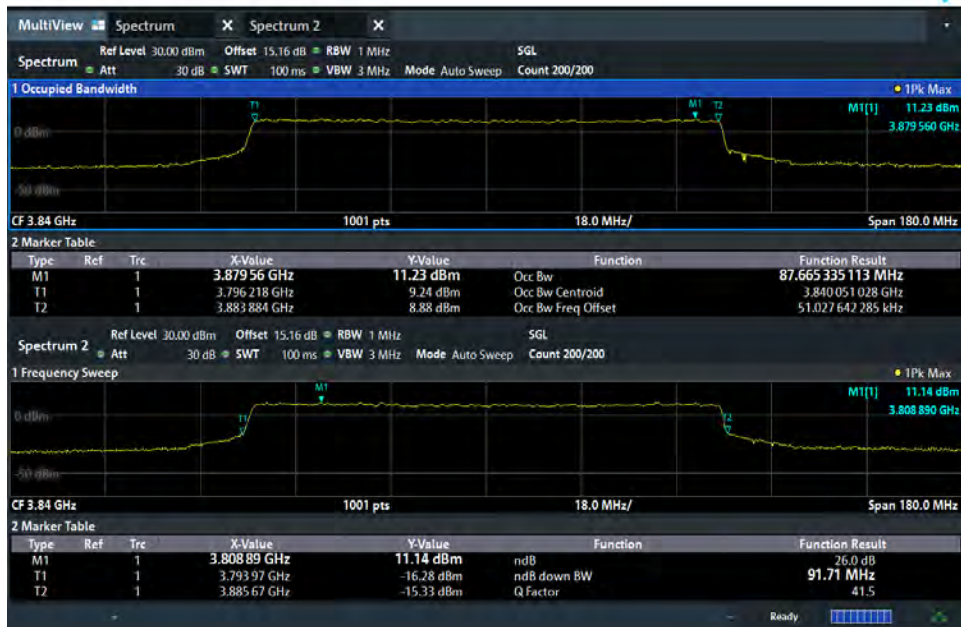 MultiView Spectrum X Spectrum 2 X
Ref Level 30.00 dBm Offset 15.16 dB RBW 1 MHz SGL
Spectrum Att 30 dB SWT 100 ms VBW 3 MHz Mode Auto Sweep Count 200/200
1 Occupied Bandwidth 1Pk Max
T1 M1 T2 M1[1] 11.23 dBm
3.879 560 GHz
0 dBm
-50 dBm
CF 3.84 GHz 1001 pts 18.0 MHz/ Span 180.0 MHz
2 Marker Table
Type Ref Trc X-Value Y-Value Function Function Result
M1 1 3.879 56 GHz 11.23 dBm Occ Bw 87.665 335 113 MHz
T1 1 3.796 218 GHz 9.24 dBm Occ Bw Centroid 3.840 051 028 GHz
T2 1 3.883 884 GHz 8.88 dBm Occ Bw Freq Offset 51.027 642 285 kHz
Ref Level 30.00 dBm Offset 15.16 dB RBW 1 MHz SGL
Spectrum 2 Att 30 dB SWT 100 ms VBW 3 MHz Mode Auto Sweep Count 200/200
1 Frequency Sweep 1Pk Max
M1 M1[1] 11.14 dBm
3.808 890 GHz
0 dBm T1 T2
-50 dBm
CF 3.84 GHz 1001 pts 18.0 MHz/ Span 180.0 MHz
2 Marker Table
Type Ref Trc X-Value Y-Value Function Function Result
M1 1 3.808 89 GHz 11.14 dBm ndB 26.0 dB
T1 1 3.793 97 GHz -16.28 dBm ndB down BW 91.71 MHz
T2 1 3.885 67 GHz -15.33 dBm Q Factor 41.5
Ready